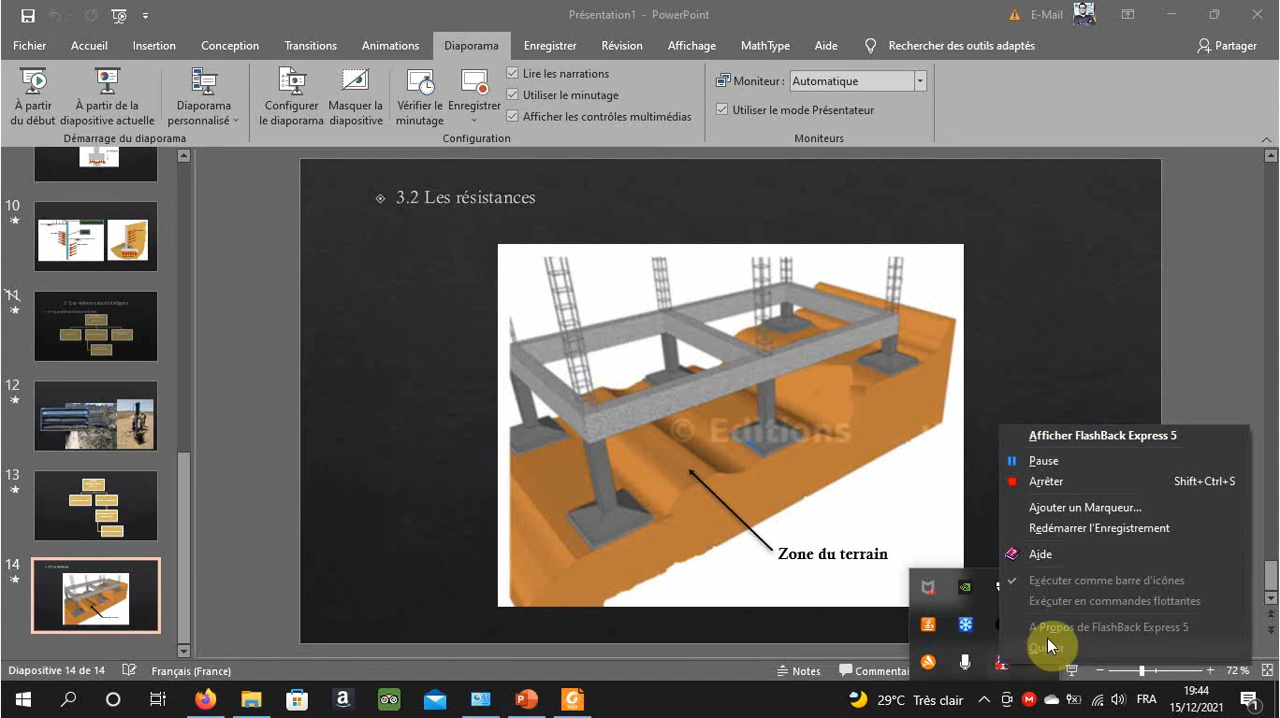 Présentation1 - PowerPoint
E-Mail
Fichier Accueil Insertion Conception Transitions Animations Diaporama Enregistrer Révision Affichage MathType Aide Rechercher des outils adaptés Partager
À partir du début
À partir de la diapositive actuelle
Diaporama personnalisé
Démarrage du diaporama
Configurer le diaporama
Masquer la diapositive
Vérifier le minutage
Enregistrer
Lire les narrations
Utiliser le minutage
Afficher les contrôles multimédias
Configuration
Moniteur : Automatique
Utiliser le mode Présentateur
Moniteurs
10
11
12
13
14
3.2 Les résistances
© Editions
Zone du terrain
Afficher FlashBack Express 5
Pause
Arrêter Shift+Ctrl+S
Ajouter un Marqueur...
Redémarrer l'Enregistrement
Aide
Exécuter comme barre d'icônes
Exécuter en commandes flottantes
A Propos de FlashBack Express 5
Diapositive 14 de 14 Français (France) Notes Commentai 72 %
29°C Très clair FRA 19:44
15/12/2021